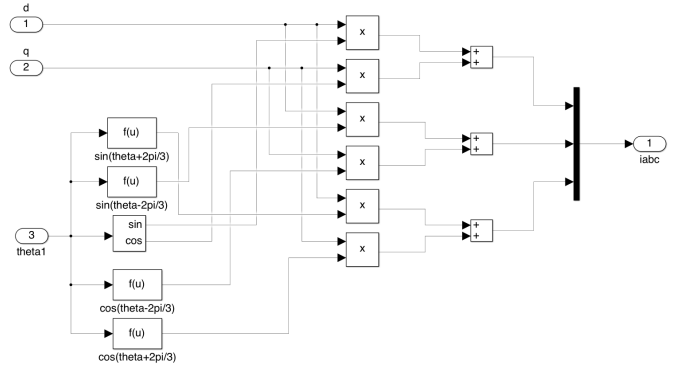 d
1
x
q
2
x
+
+
f(u)
sin(theta+2pi/3)
x
f(u)
sin(theta-2pi/3)
x
+
+
1
iabc
sin
cos
3
theta1
x
x
+
+
f(u)
cos(theta-2pi/3)
f(u)
cos(theta+2pi/3)